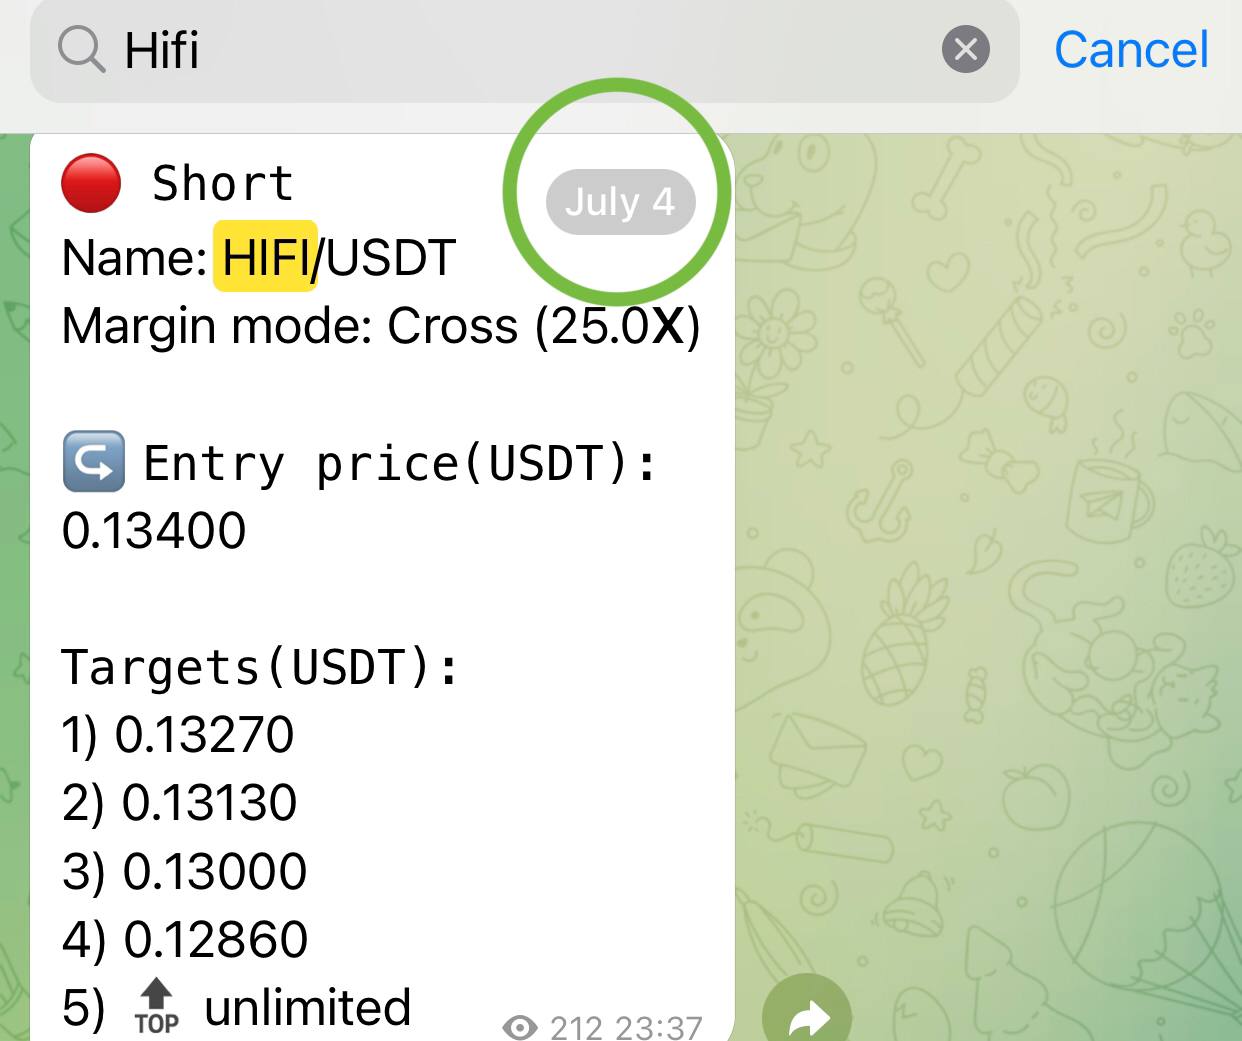 Hifi
Cancel
Short
July 4
Name: HIFI/USDT
Margin mode: Cross (25.0X)
Entry price(USDT):
0.13400
Targets(USDT):
1) 0.13270
2) 0.13130
3) 0.13000
4) 0.12860
5) TOP unlimited
212 23:37